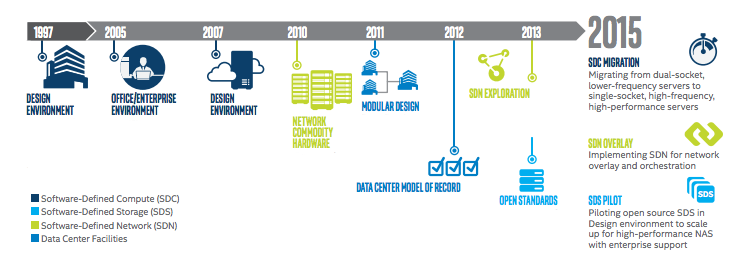 1997
2005
2007
2010
2011
2012
2013
2015
DESIGN
ENVIRONMENT
OFFICE/ENTERPRISE
ENVIRONMENT
DESIGN
ENVIRONMENT
NETWORK
COMMODITY
HARDWARE
MODULAR DESIGN
DATA CENTER MODEL OF RECORD
SDN EXPLORATION
OPEN STANDARDS
SDC MIGRATION
Migrating from dual-socket,
lower-frequency servers to
single-socket, high-frequency,
high-performance servers
SDN OVERLAY
Implementing SDN for network
overlay and orchestration
SDS
SDS PILOT
Piloting open source SDS in
Design environment to scale
up for high-performance NAS
with enterprise support
Software-Defined Compute (SDC)
Software-Defined Storage (SDS)
Software-Defined Network (SDN)
Data Center Facilities